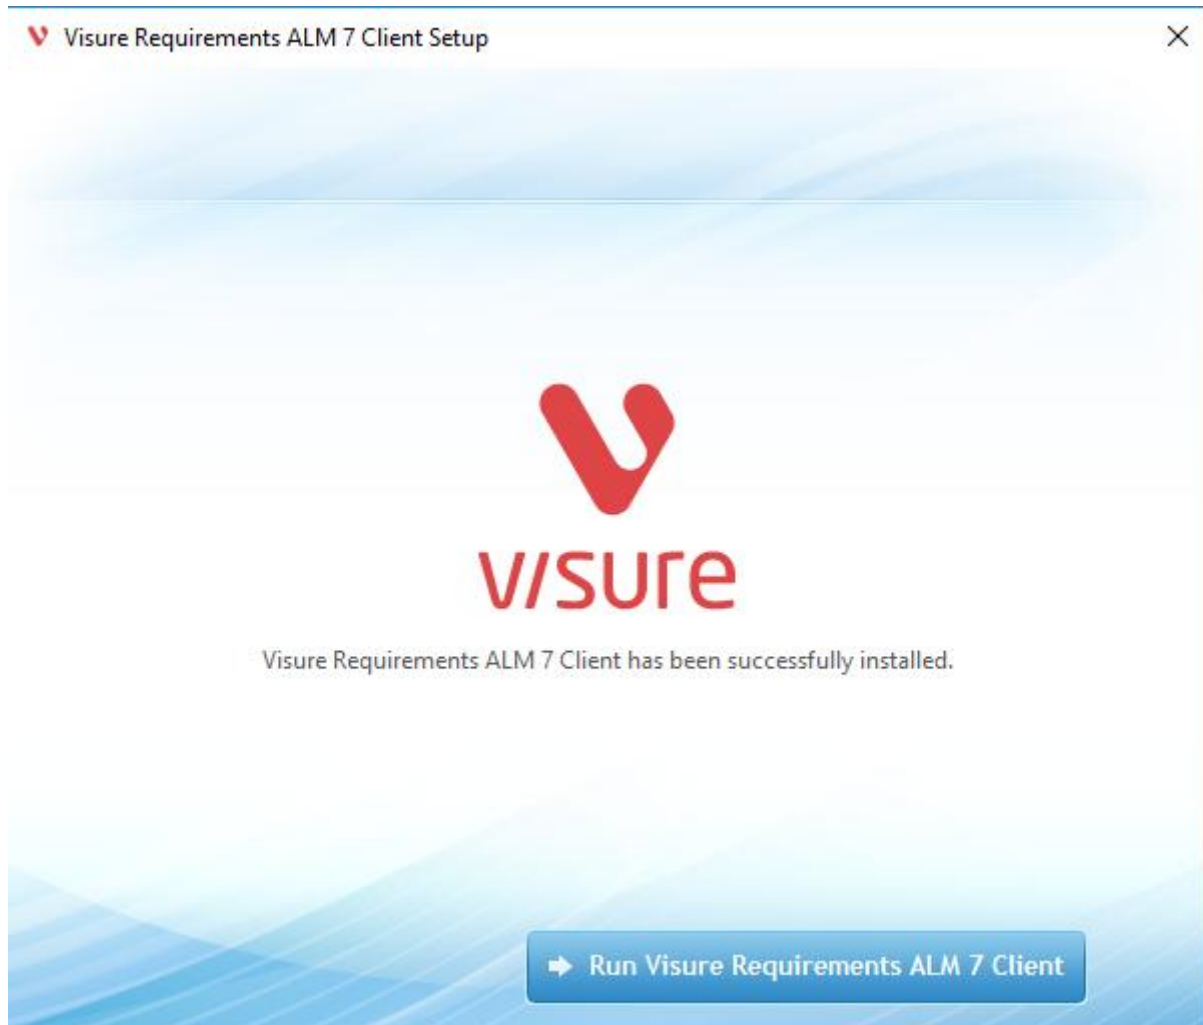 Visure Requirements ALM 7 Client Setup
visure
Visure Requirements ALM 7 Client has been successfully installed.
Run Visure Requirements ALM 7 Client